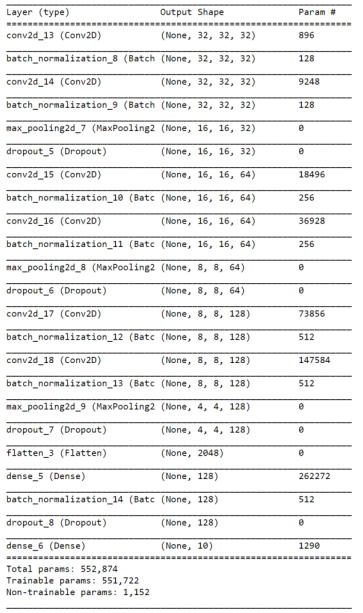 Layer (type) Output Shape Param #
conv2d_13 (Conv2D) (None, 32, 32, 32) 896
batch_normalization_8 (Batch (None, 32, 32, 32) 128
conv2d_14 (Conv2D) (None, 32, 32, 32) 9248
batch_normalization_9 (Batch (None, 32, 32, 32) 128
max_pooling2d_7 (MaxPooling2 (None, 16, 16, 32) 0
dropout_5 (Dropout) (None, 16, 16, 32) 0
conv2d_15 (Conv2D) (None, 16, 16, 64) 18496
batch_normalization_10 (Batc (None, 16, 16, 64) 256
conv2d_16 (Conv2D) (None, 16, 16, 64) 36928
batch_normalization_11 (Batc (None, 16, 16, 64) 256
max_pooling2d_8 (MaxPooling2 (None, 8, 8, 64) 0
dropout_6 (Dropout) (None, 8, 8, 64) 0
conv2d_17 (Conv2D) (None, 8, 8, 128) 73856
batch_normalization_12 (Batc (None, 8, 8, 128) 512
conv2d_18 (Conv2D) (None, 8, 8, 128) 147584
batch_normalization_13 (Batc (None, 8, 8, 128) 512
max_pooling2d_9 (MaxPooling2 (None, 4, 4, 128) 0
dropout_7 (Dropout) (None, 4, 4, 128) 0
flatten_3 (Flatten) (None, 2048) 0
dense_5 (Dense) (None, 128) 262272
batch_normalization_14 (Batc (None, 128) 512
dropout_8 (Dropout) (None, 128) 0
dense_6 (Dense) (None, 10) 1290
Total params: 552,874
Trainable params: 551,722
Non-trainable params: 1,152